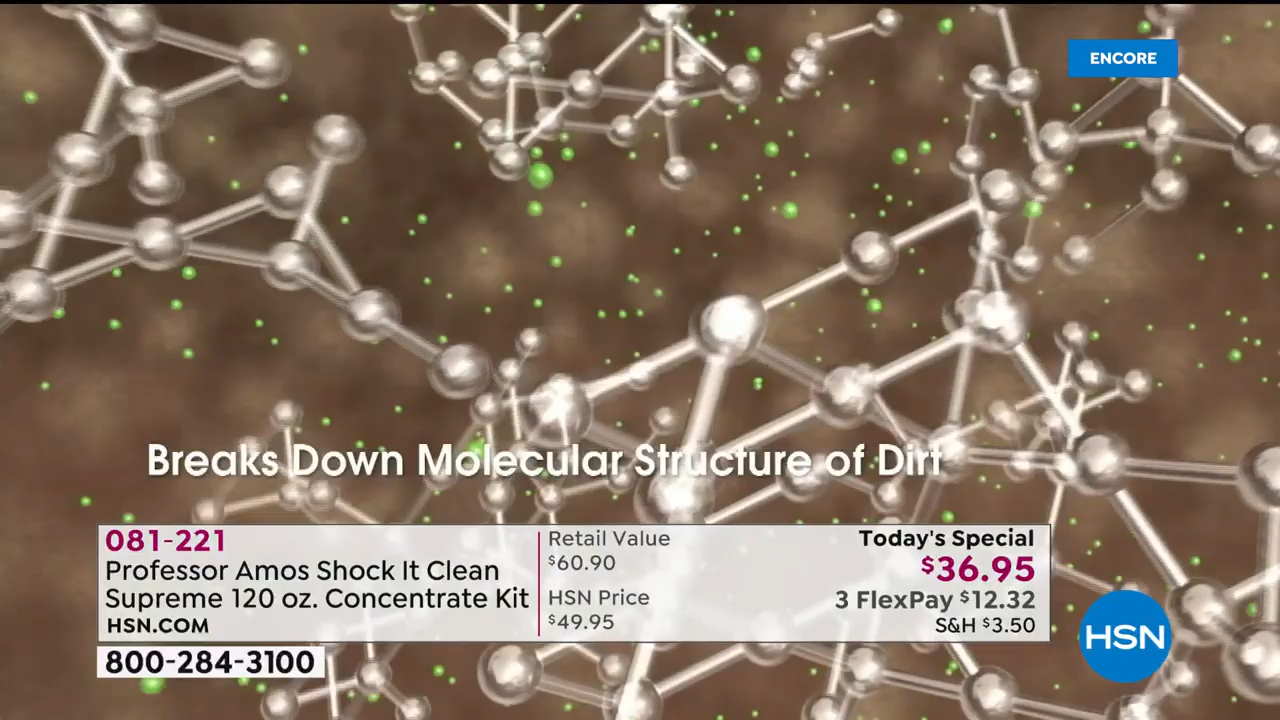 ENCORE
Breaks Down Molecular Structure of Dirt
081-221
Professor Amos Shock It Clean
Supreme 120 oz. Concentrate Kit
HSN.COM
Retail Value
$60.90
HSN Price
$49.95
Today's Special
$36.95
3 FlexPay $12.32
S&H $3.50
800-284-3100
HSN